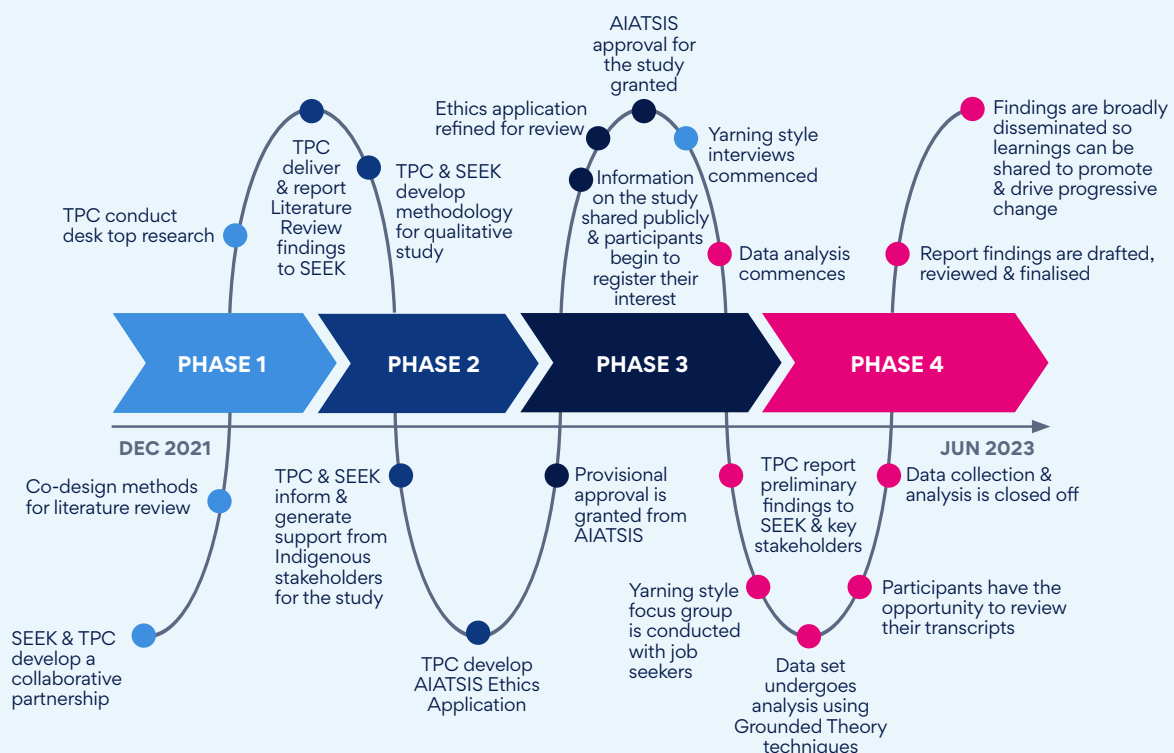 SEEK & TPC
develop a
collaborative
partnership
Co-design methods
for literature review
TPC conduct
desk top research
TPC
deliver
& report
Literature
Review
findings
to SEEK
TPC & SEEK
develop
methodology
for qualitative
study
Ethics application
refined for review
AIATSIS
approval for
the study
granted
Information
on the study
shared publicly
& participants
begin to
register their
interest
Yarning style
interviews
commenced
Data analysis
commences
Findings are broadly
disseminated so
learnings can be
shared to promote
& drive progressive
change
Report findings are drafted,
reviewed & finalised
PHASE 1
PHASE 2
PHASE 3
PHASE 4
DEC 2021
JUN 2023
TPC & SEEK
inform &
generate
support from
Indigenous
stakeholders
for the study
TPC develop
AIATSIS Ethics
Application
Provisional
approval is
granted from
AIATSIS
TPC report
preliminary
findings to
SEEK & key
stakeholders
Yarning style
focus group
is conducted
with job
seekers
Data set
undergoes
analysis using
Grounded Theory
techniques
Participants have the
opportunity to review
their transcripts
Data collection &
analysis is closed off